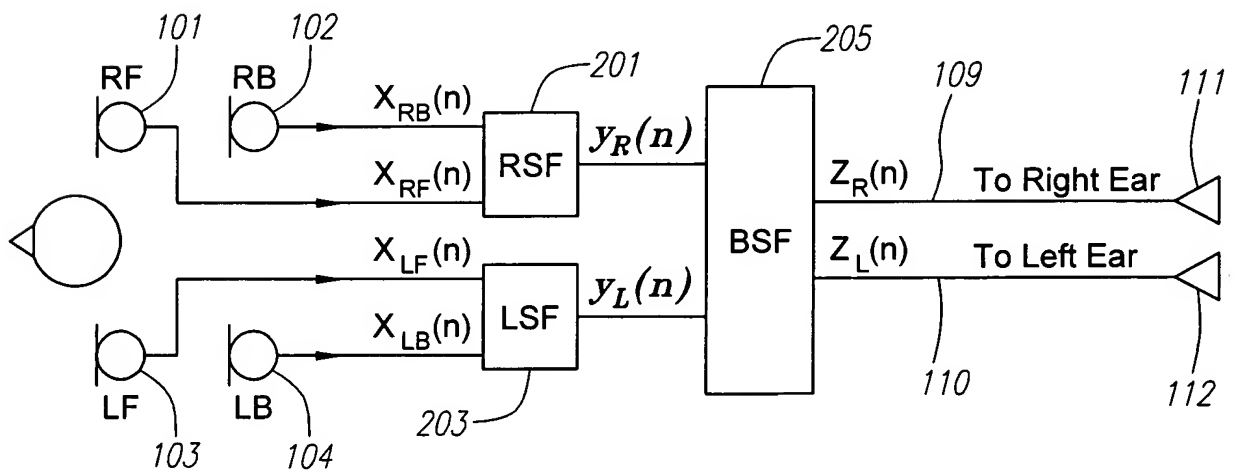 101
102
RF
RB
X_RB(n)
X_RF(n)
201
RSF
y_R(n)
205
BSF
Z_R(n)
109
To Right Ear
111
X_LF(n)
X_LB(n)
LSF
203
y_L(n)
Z_L(n)
110
To Left Ear
112
LF
LB
103
104